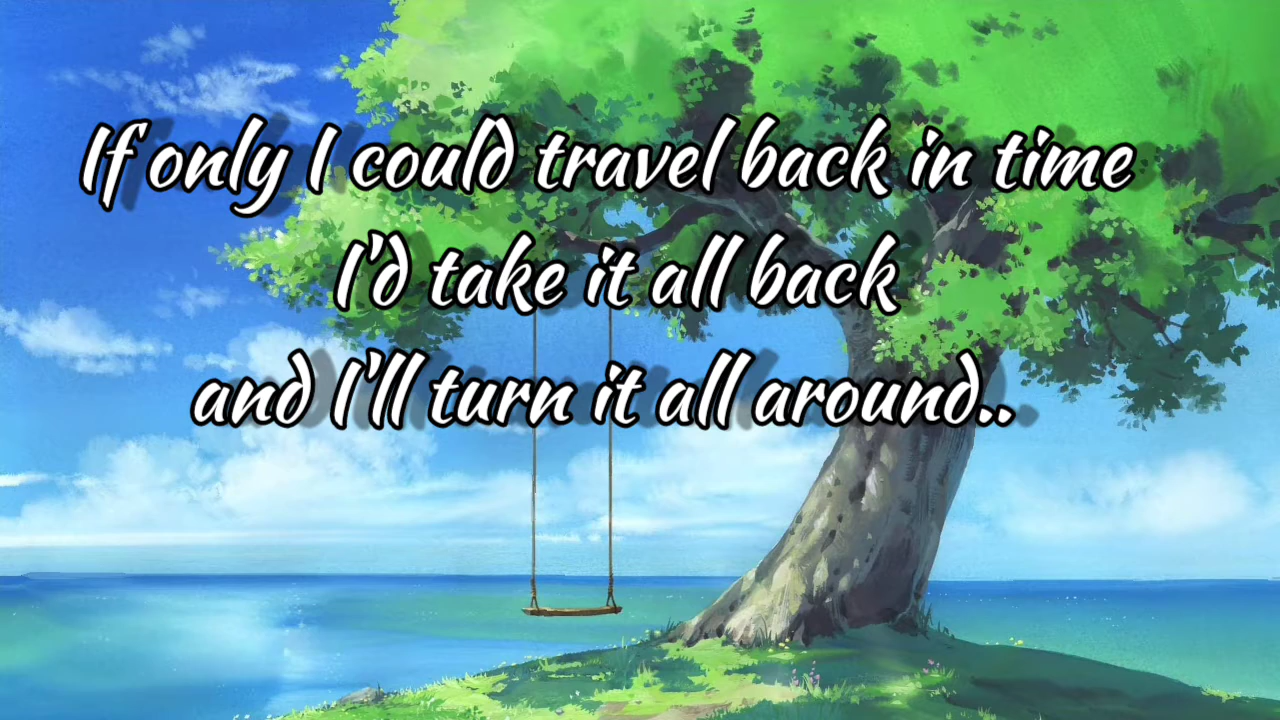 If only I could travel back in time
I'd take it all back
and I'll turn it all around..